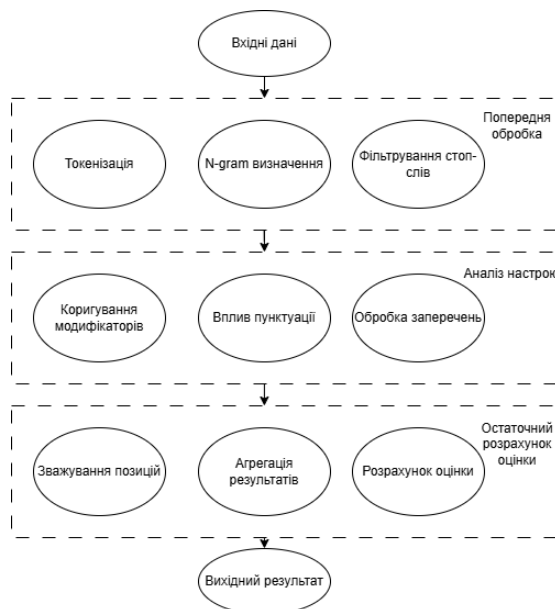 Вхідні дані
Попередня
обробка
Токенізація
N-gram визначення
Фільтрування стоп-
слів
Аналіз настрою
Коригування
модифікаторів
Вплив пунктуації
Обробка заперечень
Остаточний
розрахунок
оцінки
Зважування позицій
Агрегація
результатів
Розрахунок оцінки
Вихідний результат